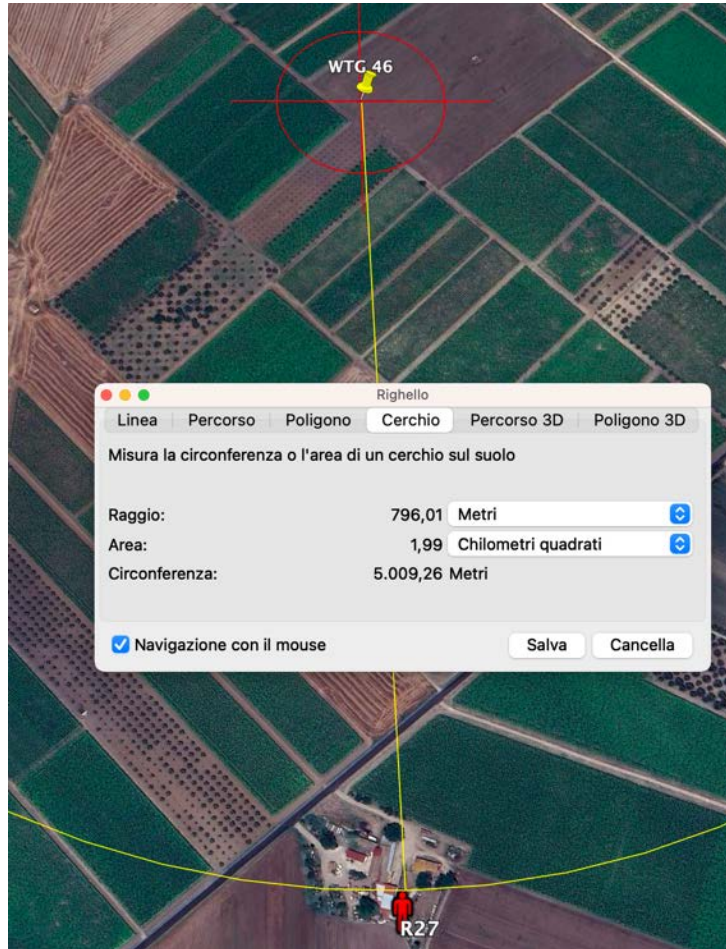 WTG 46
Righello
Linea Percorso Poligono Cerchio Percorso 3D Poligono 3D
Misura la circonferenza o l'area di un cerchio sul suolo
Raggio: 796,01 Metri
Area: 1,99 Chilometri quadrati
Circonferenza: 5.009,26 Metri
Navigazione con il mouse Salva Cancella
R27